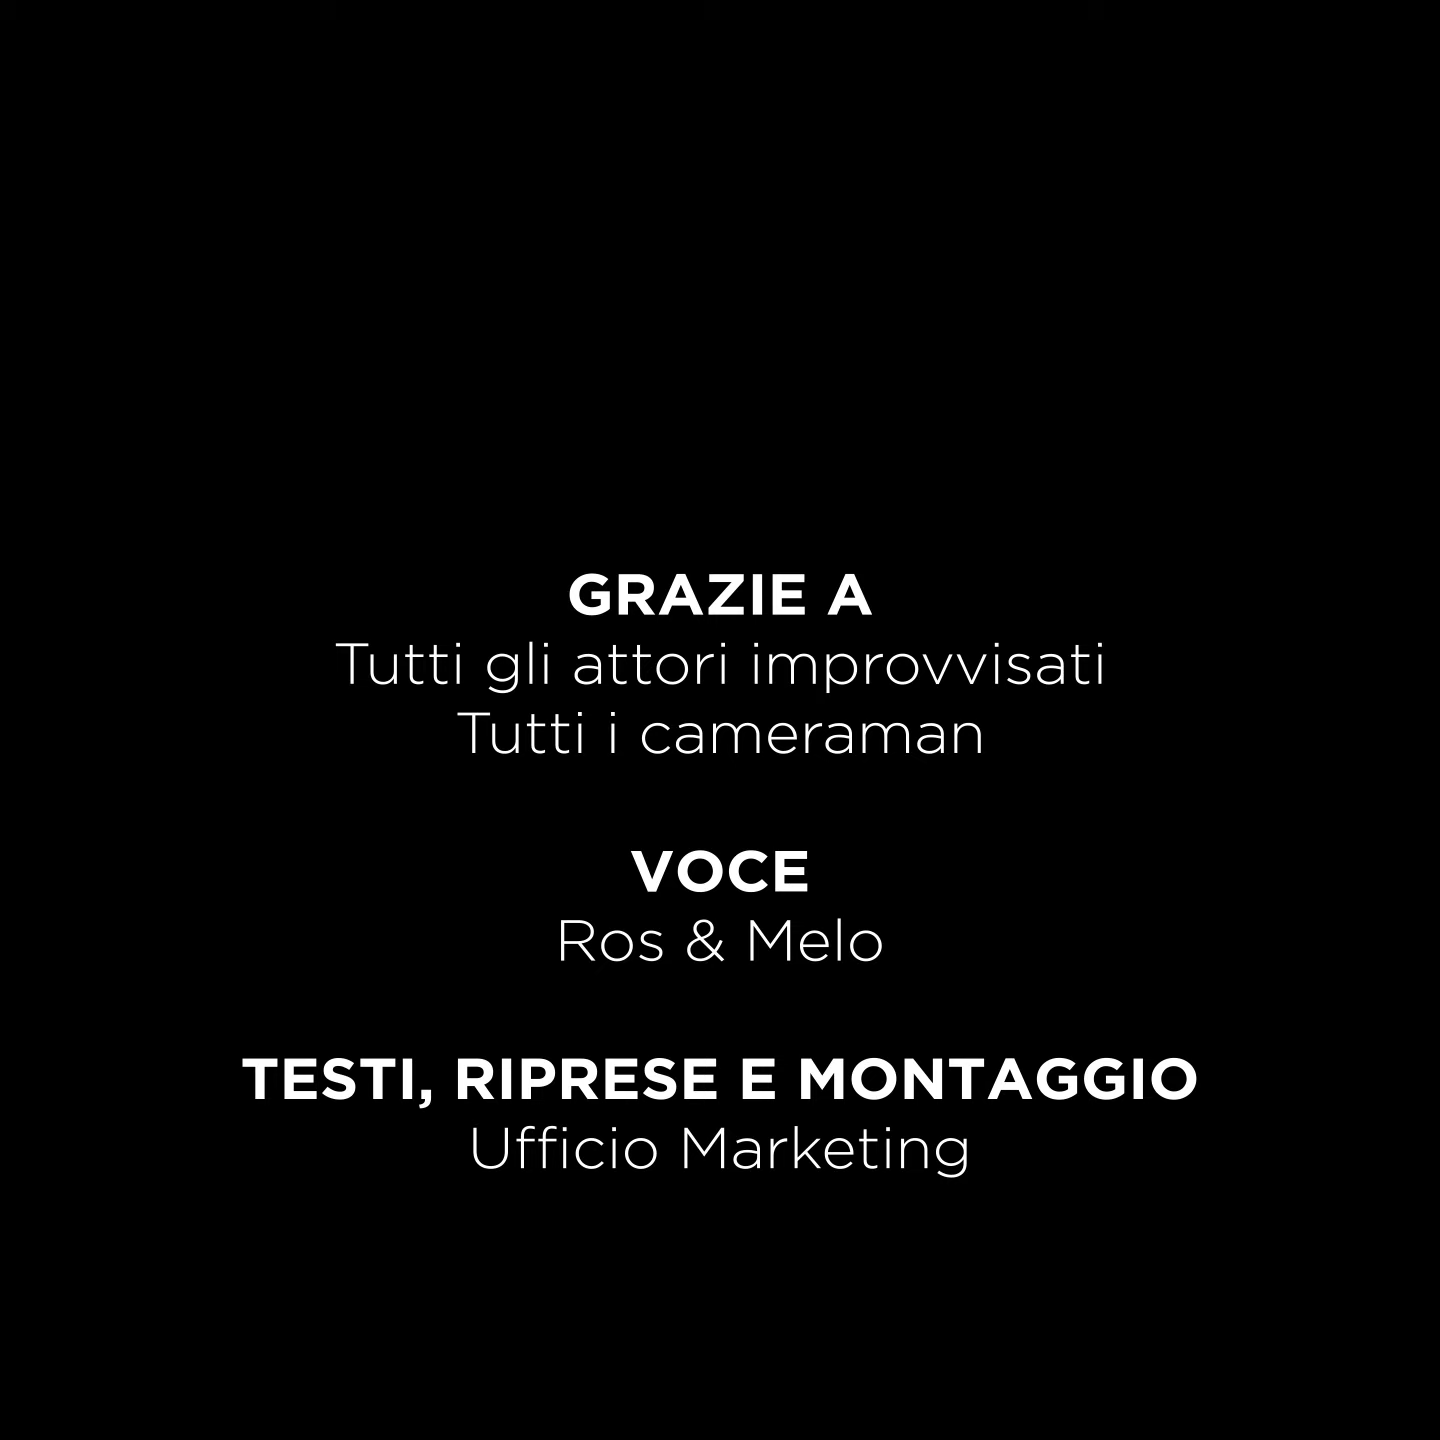 GRAZIE A
Tutti gli attori improvvisati
Tutti i cameraman
VOCE
Ros & Melo
TESTI, RIPRESE E MONTAGGIO
Ufficio Marketing